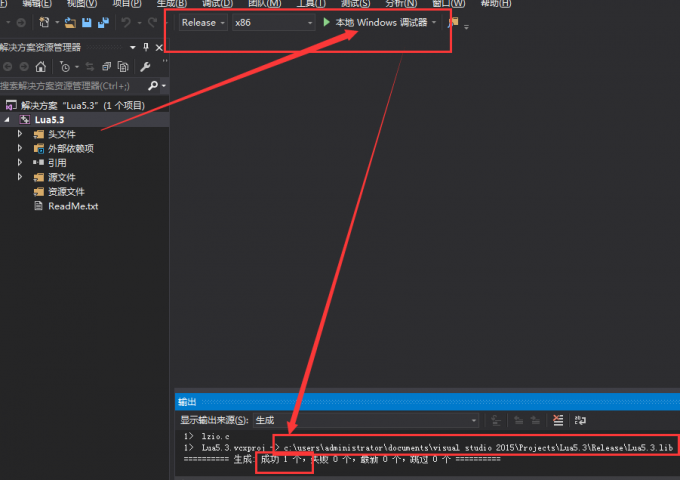 编辑(E) 视图(V) 项目(P) 生成(B) 调试(D) 团队(M) 工具(T) 测试(S) 分析(N) 窗口(W) 帮助(H)
Release x86 本地 Windows 调试器
解决方案资源管理器
搜索解决方案资源管理器(Ctrl+;)
解决方案“Lua5.3”(1 个项目)
Lua5.3
头文件
外部依赖项
引用
源文件
资源文件
ReadMe.txt
输出
显示输出来源(S): 生成
1> lzio.c
1> Lua5.3.vcxproj -> c:\users\administrator\documents\visual studio 2015\Projects\Lua5.3\Release\Lua5.3.lib
========== 生成: 成功 1 个，失败 0 个，最新 0 个，跳过 0 个 ==========